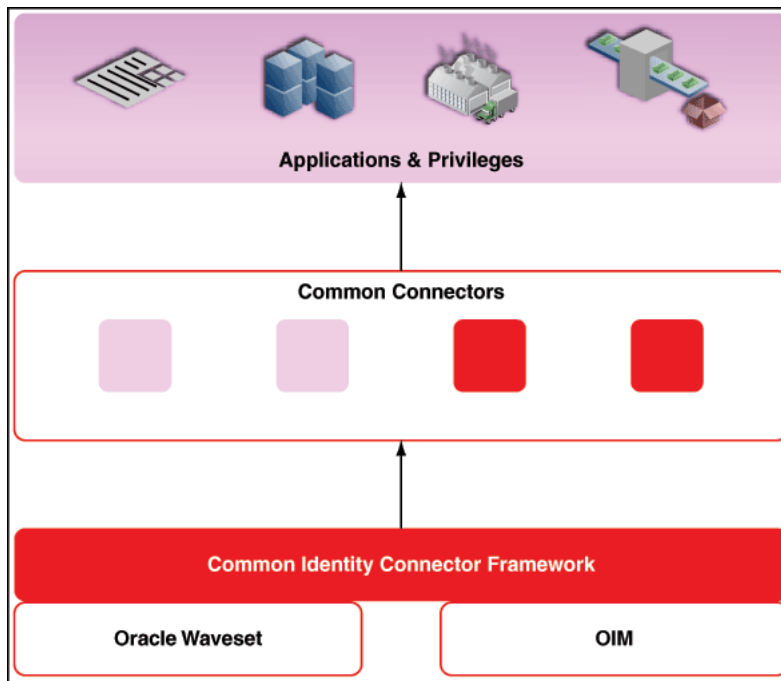 Applications & Privileges
Common Connectors
Common Identity Connector Framework
Oracle Waveset
OIM